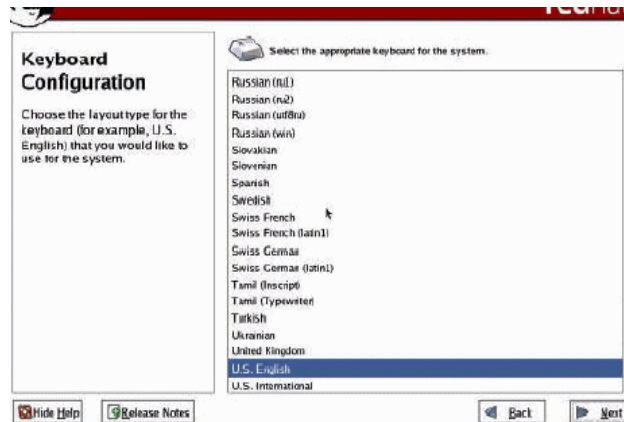 Keyboard
Configuration
Choose the layout type for the
keyboard (for example, U.S.
English) that you would like to
use for the system.
Select the appropriate keyboard for the system.
Russian (ru1)
Russian (ru2)
Russian (utf8ru)
Russian (win)
Slovakian
Slovenian
Spanish
Swedish
Swiss French
Swiss French (latin1)
Swiss German
Swiss German (latin1)
Tamil (Inscript)
Tamil (Typewriter)
Turkish
Ukrainian
United Kingdom
U.S. English
U.S. International
Hide Help
Release Notes
Back
Next